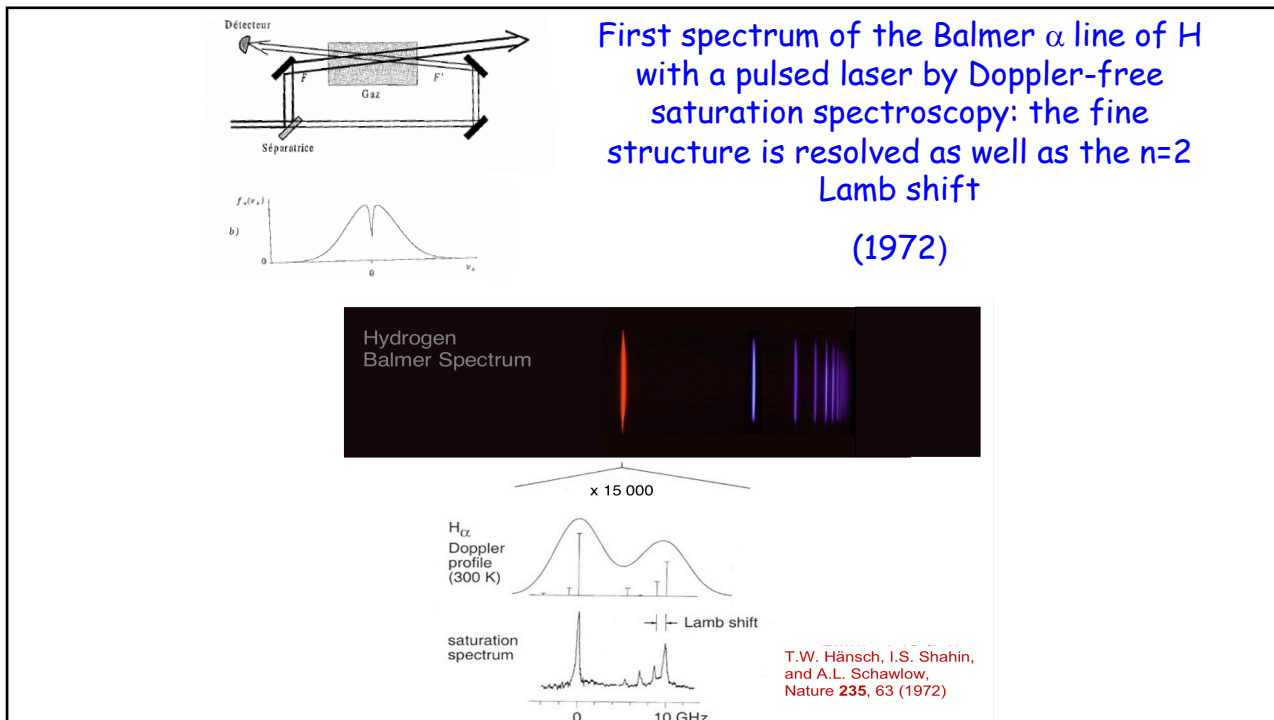 Détecteur
F
F'
Gaz
Séparatrice
First spectrum of the Balmer α line of H
with a pulsed laser by Doppler-free
saturation spectroscopy: the fine
structure is resolved as well as the n=2
Lamb shift
(1972)
b)
0
0
Hydrogen
Balmer Spectrum
x 15 000
Hα
Doppler
profile
(300 K)
Lamb shift
saturation
spectrum
T.W. Hänsch, I.S. Shahin,
and A.L. Schawlow,
Nature 235, 63 (1972)
0 10 GHz